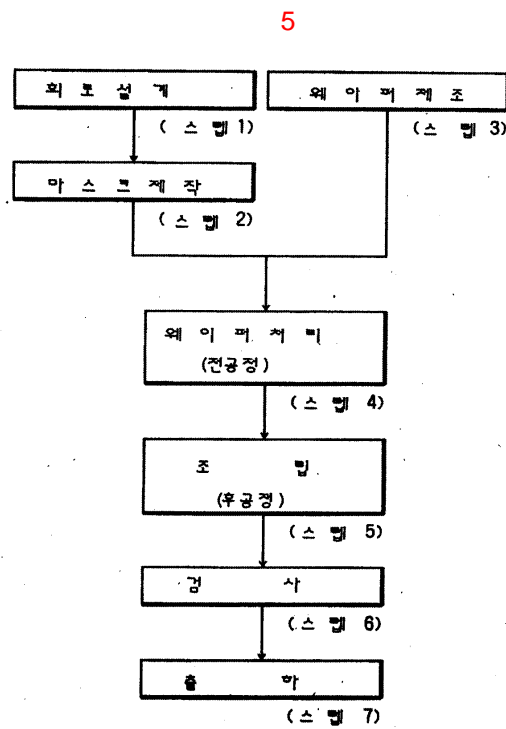 5
회 로 설 계
웨 이 퍼 제 조
( 스 텝 1)
( 스 텝 3)
마 스 크 제 작
( 스 텝 2)
웨 이 퍼 처 리
(전공정)
( 스 텝 4)
조 립
(후공정)
( 스 텝 5)
검 사
( 스 텝 6)
출 하
( 스 텝 7)